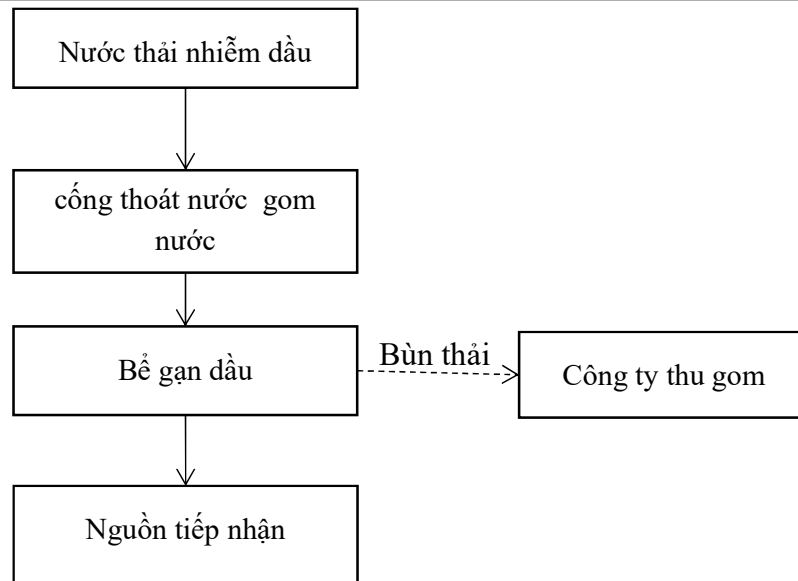 Nước thải nhiễm dầu
cống thoát nước gom
nước
Bể gạn dầu
Bùn thải
Công ty thu gom
Nguồn tiếp nhận